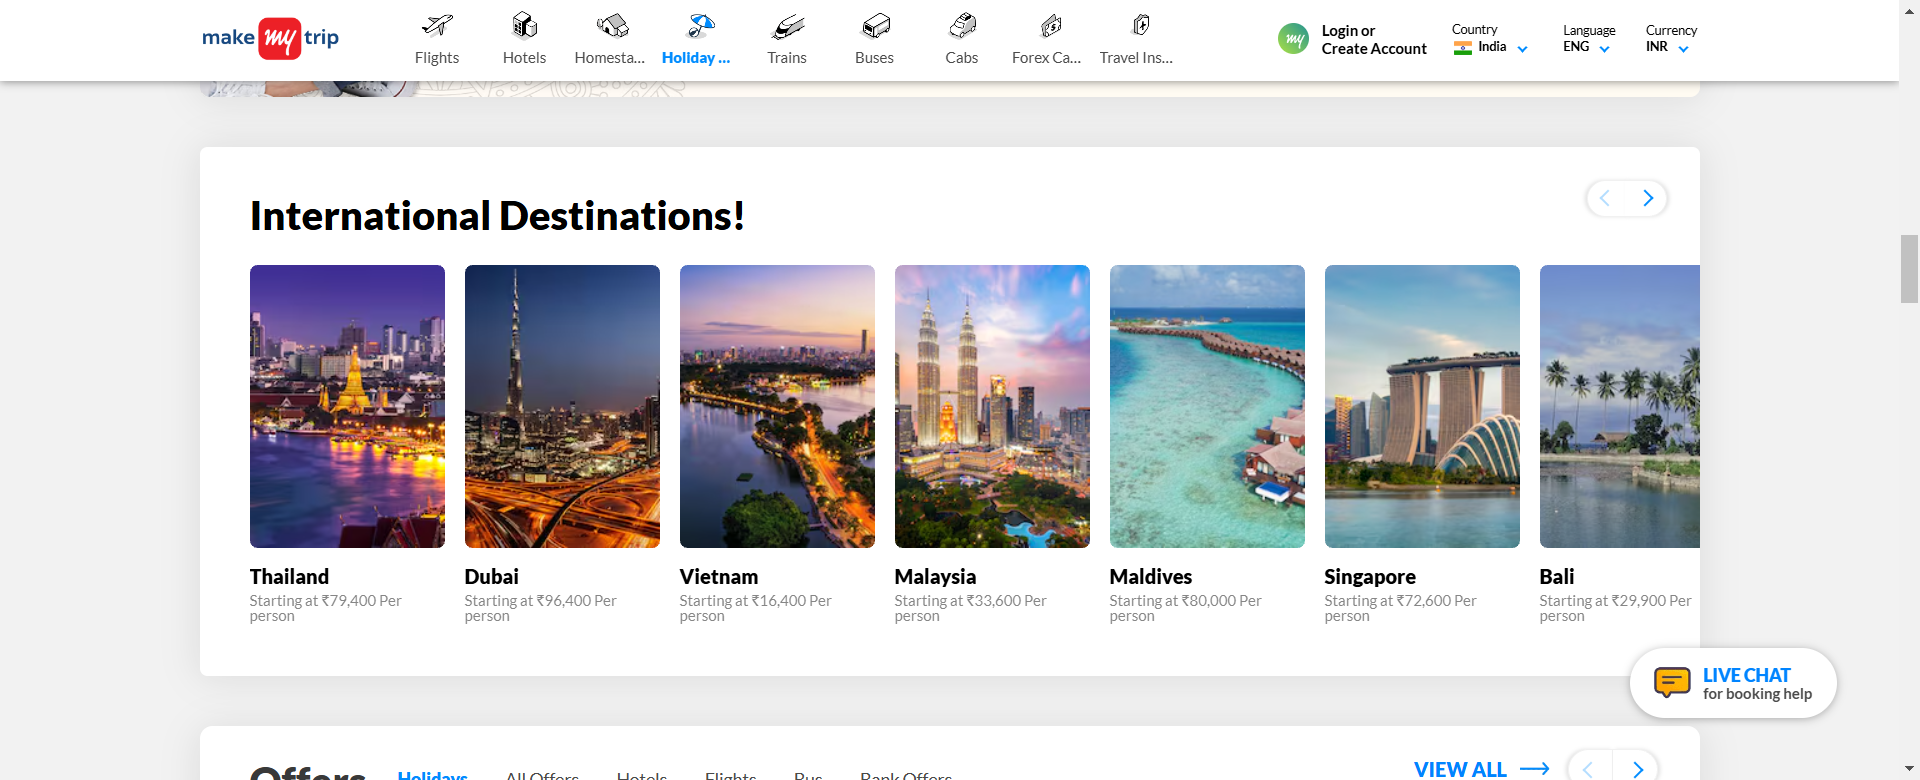 make my trip
Flights
Hotels
Homesta...
Holiday ...
Trains
Buses
Cabs
Forex Ca...
Travel Ins...
my
Login or
Create Account
Country
India
Language
ENG
Currency
INR
International Destinations!
Thailand
Starting at ₹79,400 Per
person
Dubai
Starting at ₹96,400 Per
person
Vietnam
Starting at ₹16,400 Per
person
Malaysia
Starting at ₹33,600 Per
person
Maldives
Starting at ₹80,000 Per
person
Singapore
Starting at ₹72,600 Per
person
Bali
Starting at ₹29,900 Per
person
LIVE CHAT
for booking help
Offers
Holidays
All Offers
Hotels
Flights
Bus
Bank Offers
VIEW ALL